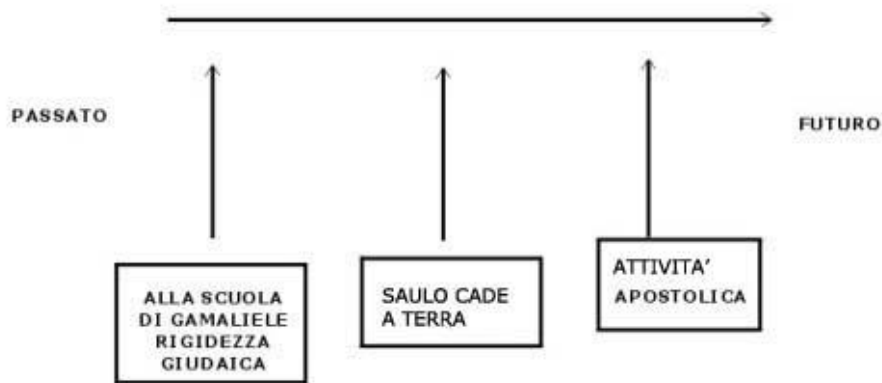 PASSATO
FUTURO
ALLA SCUOLA
DI GAMALIELE
RIGIDEZZA
GIUDAICA
SAULO CADE
A TERRA
ATTIVITA’
APOSTOLICA